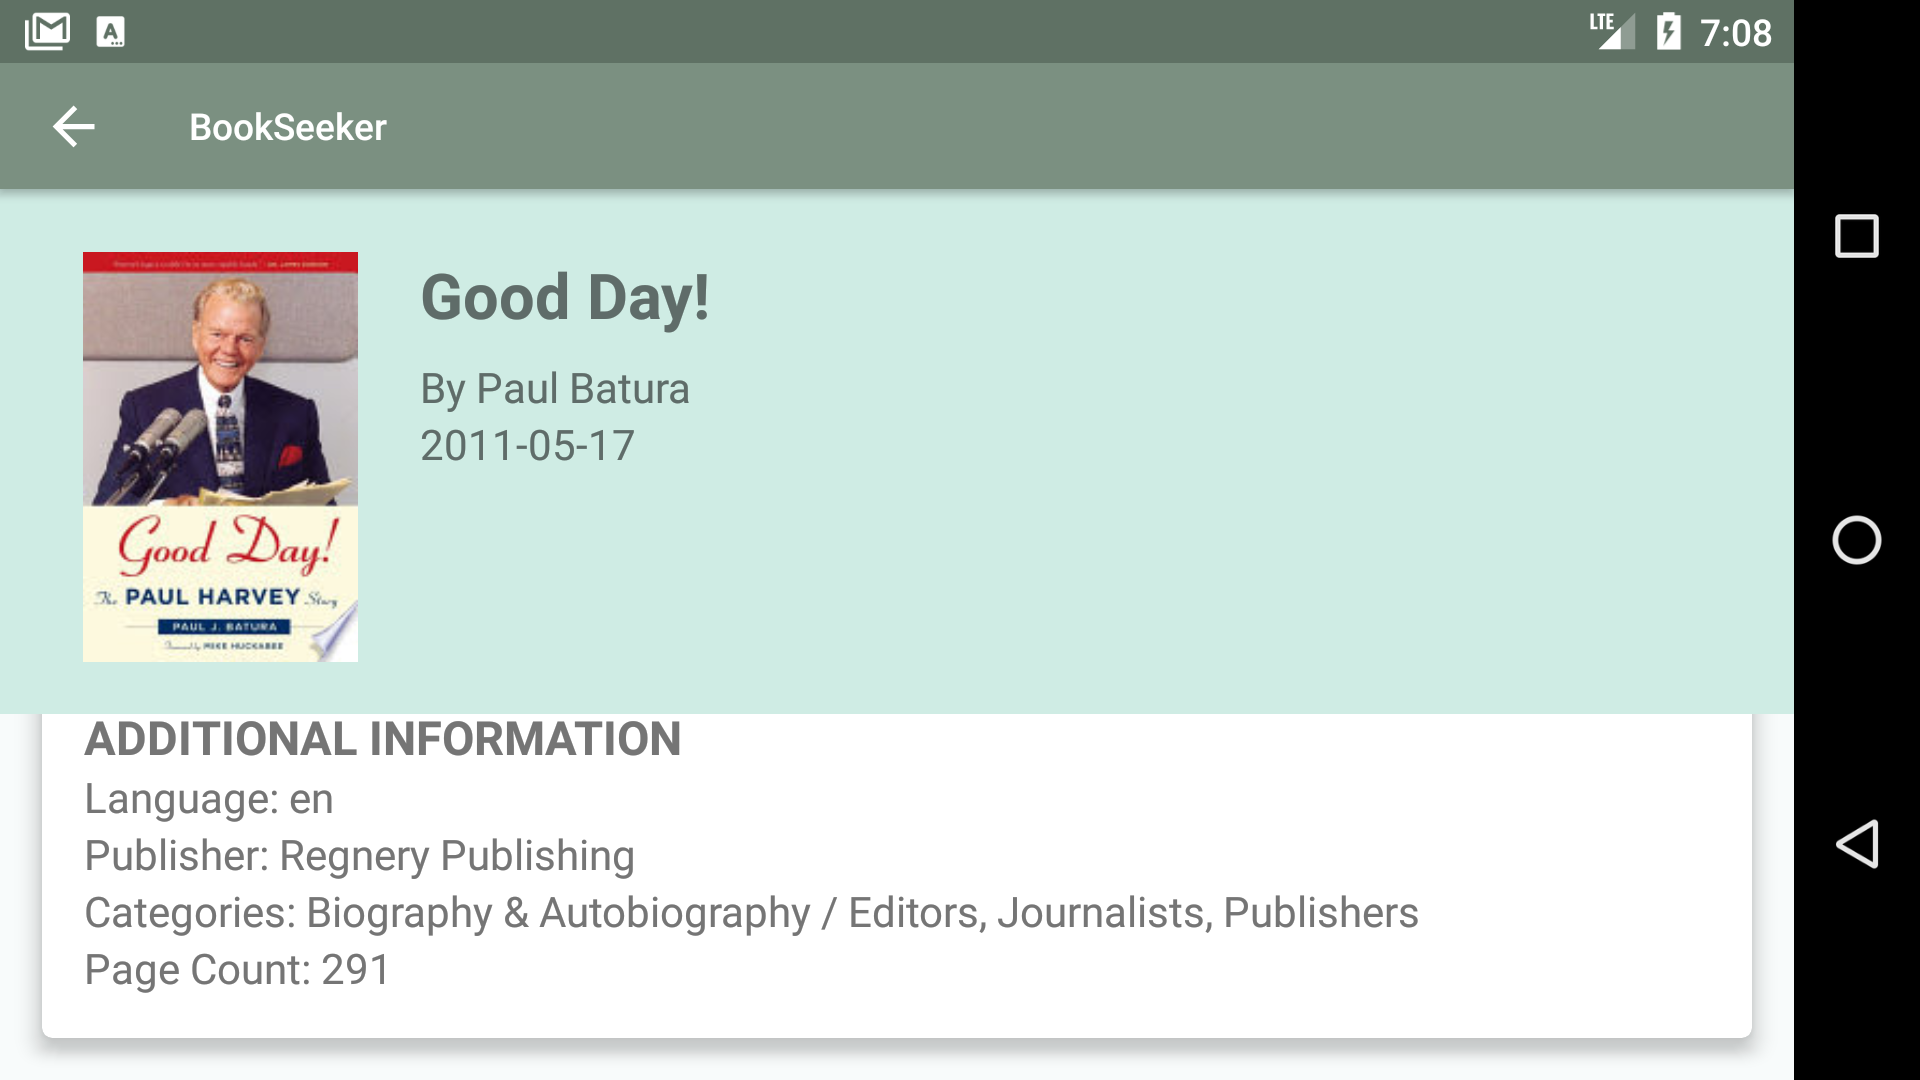 7:08
BookSeeker
Good Day!
By Paul Batura
2011-05-17
Good Day!
The PAUL HARVEY Story
PAUL J. BATURA
Foreword by MIKE HUCKABEE
ADDITIONAL INFORMATION
Language: en
Publisher: Regnery Publishing
Categories: Biography & Autobiography / Editors, Journalists, Publishers
Page Count: 291
LTE